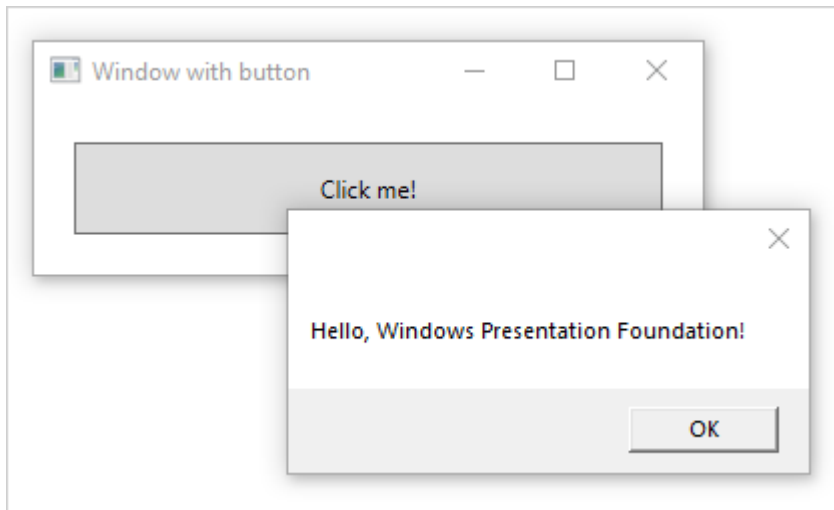 Window with button
Click me!
Hello, Windows Presentation Foundation!
OK